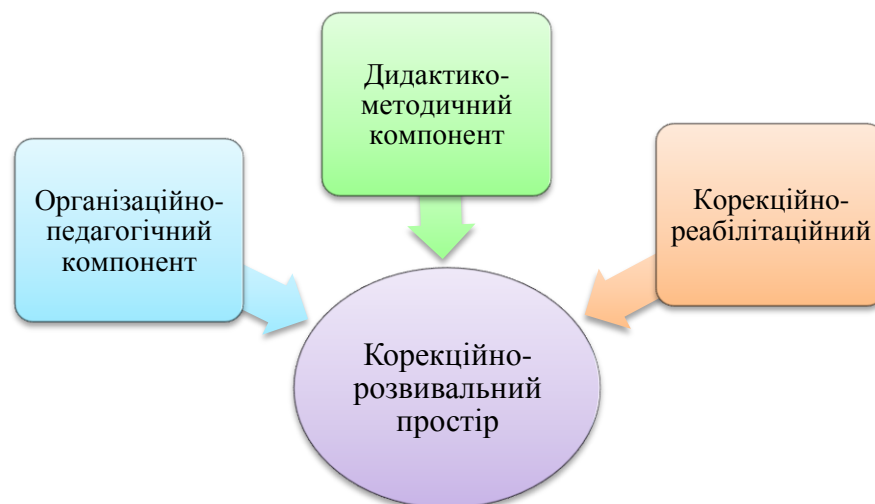 Організаційно-
педагогічний
компонент
Дидактико-
методичний
компонент
Корекційно-
реабілітаційний
Корекційно-
розвивальний
простір